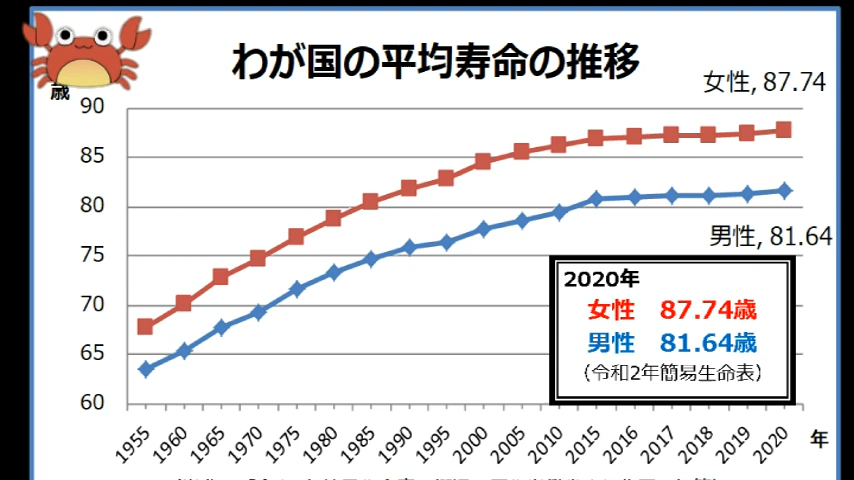 わが国の平均寿命の推移
歳
女性, 87.74
90
85
80
75
70
65
60
男性, 81.64
2020年
女性 87.74歳
男性 81.64歳
（令和2年簡易生命表）
1955 1960 1965 1970 1975 1980 1985 1990 1995 2000 2005 2010 2015 2016 2017 2018 2019 2020 年